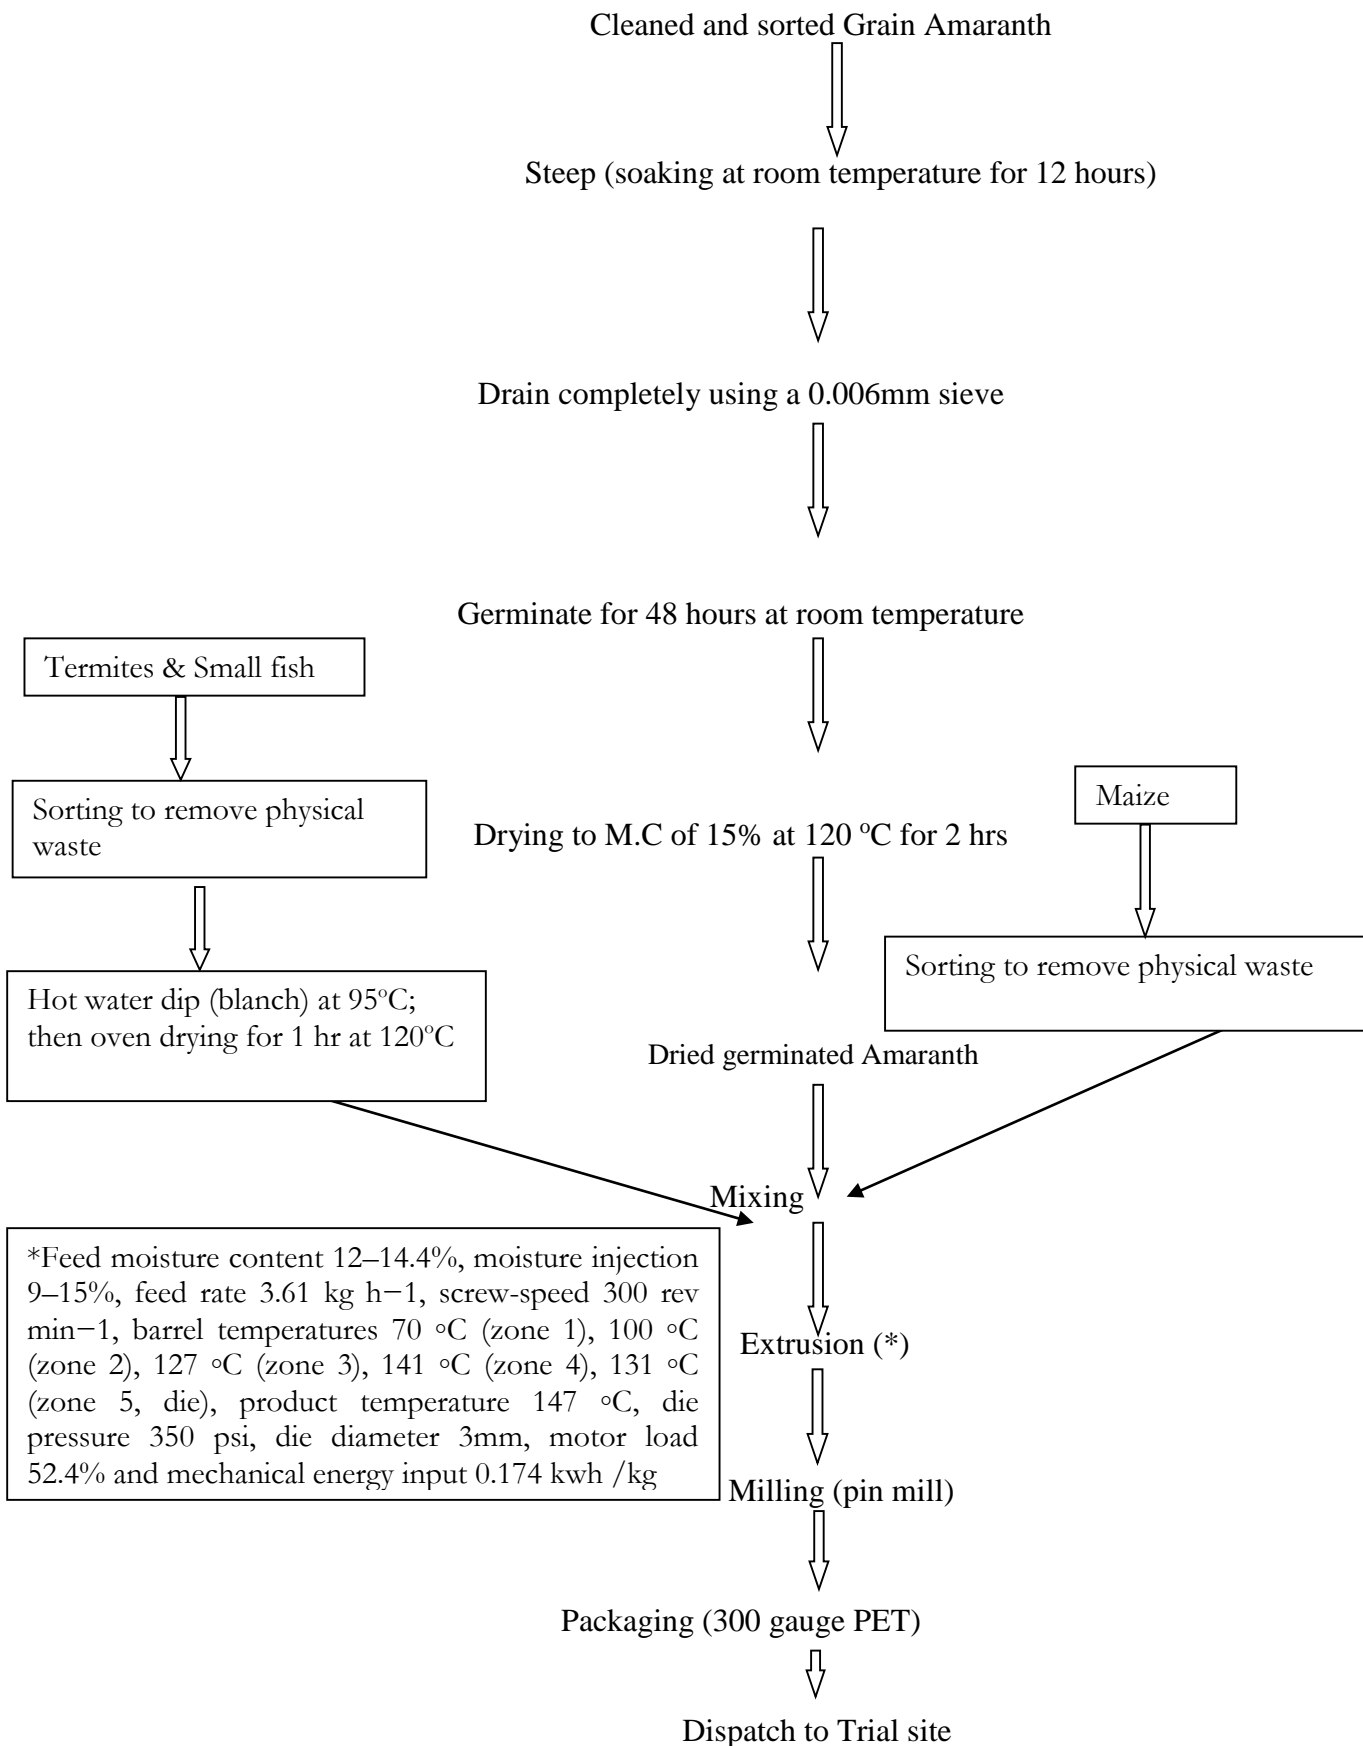 Cleaned and sorted Grain Amaranth
Steep (soaking at room temperature for 12 hours)
Drain completely using a 0.006mm sieve
Germinate for 48 hours at room temperature
Termites & Small fish
Sorting to remove physical
waste
Maize
Drying to M.C of 15% at 120 °C for 2 hrs
Sorting to remove physical waste
Hot water dip (blanch) at 95°C;
then oven drying for 1 hr at 120°C
Dried germinated Amaranth
Mixing
*Feed moisture content 12–14.4%, moisture injection
9–15%, feed rate 3.61 kg h−1, screw-speed 300 rev
min−1, barrel temperatures 70 °C (zone 1), 100 °C
(zone 2), 127 °C (zone 3), 141 °C (zone 4), 131 °C
(zone 5, die), product temperature 147 °C, die
pressure 350 psi, die diameter 3mm, motor load
52.4% and mechanical energy input 0.174 kwh /kg
Extrusion (*)
Milling (pin mill)
Packaging (300 gauge PET)
Dispatch to Trial site